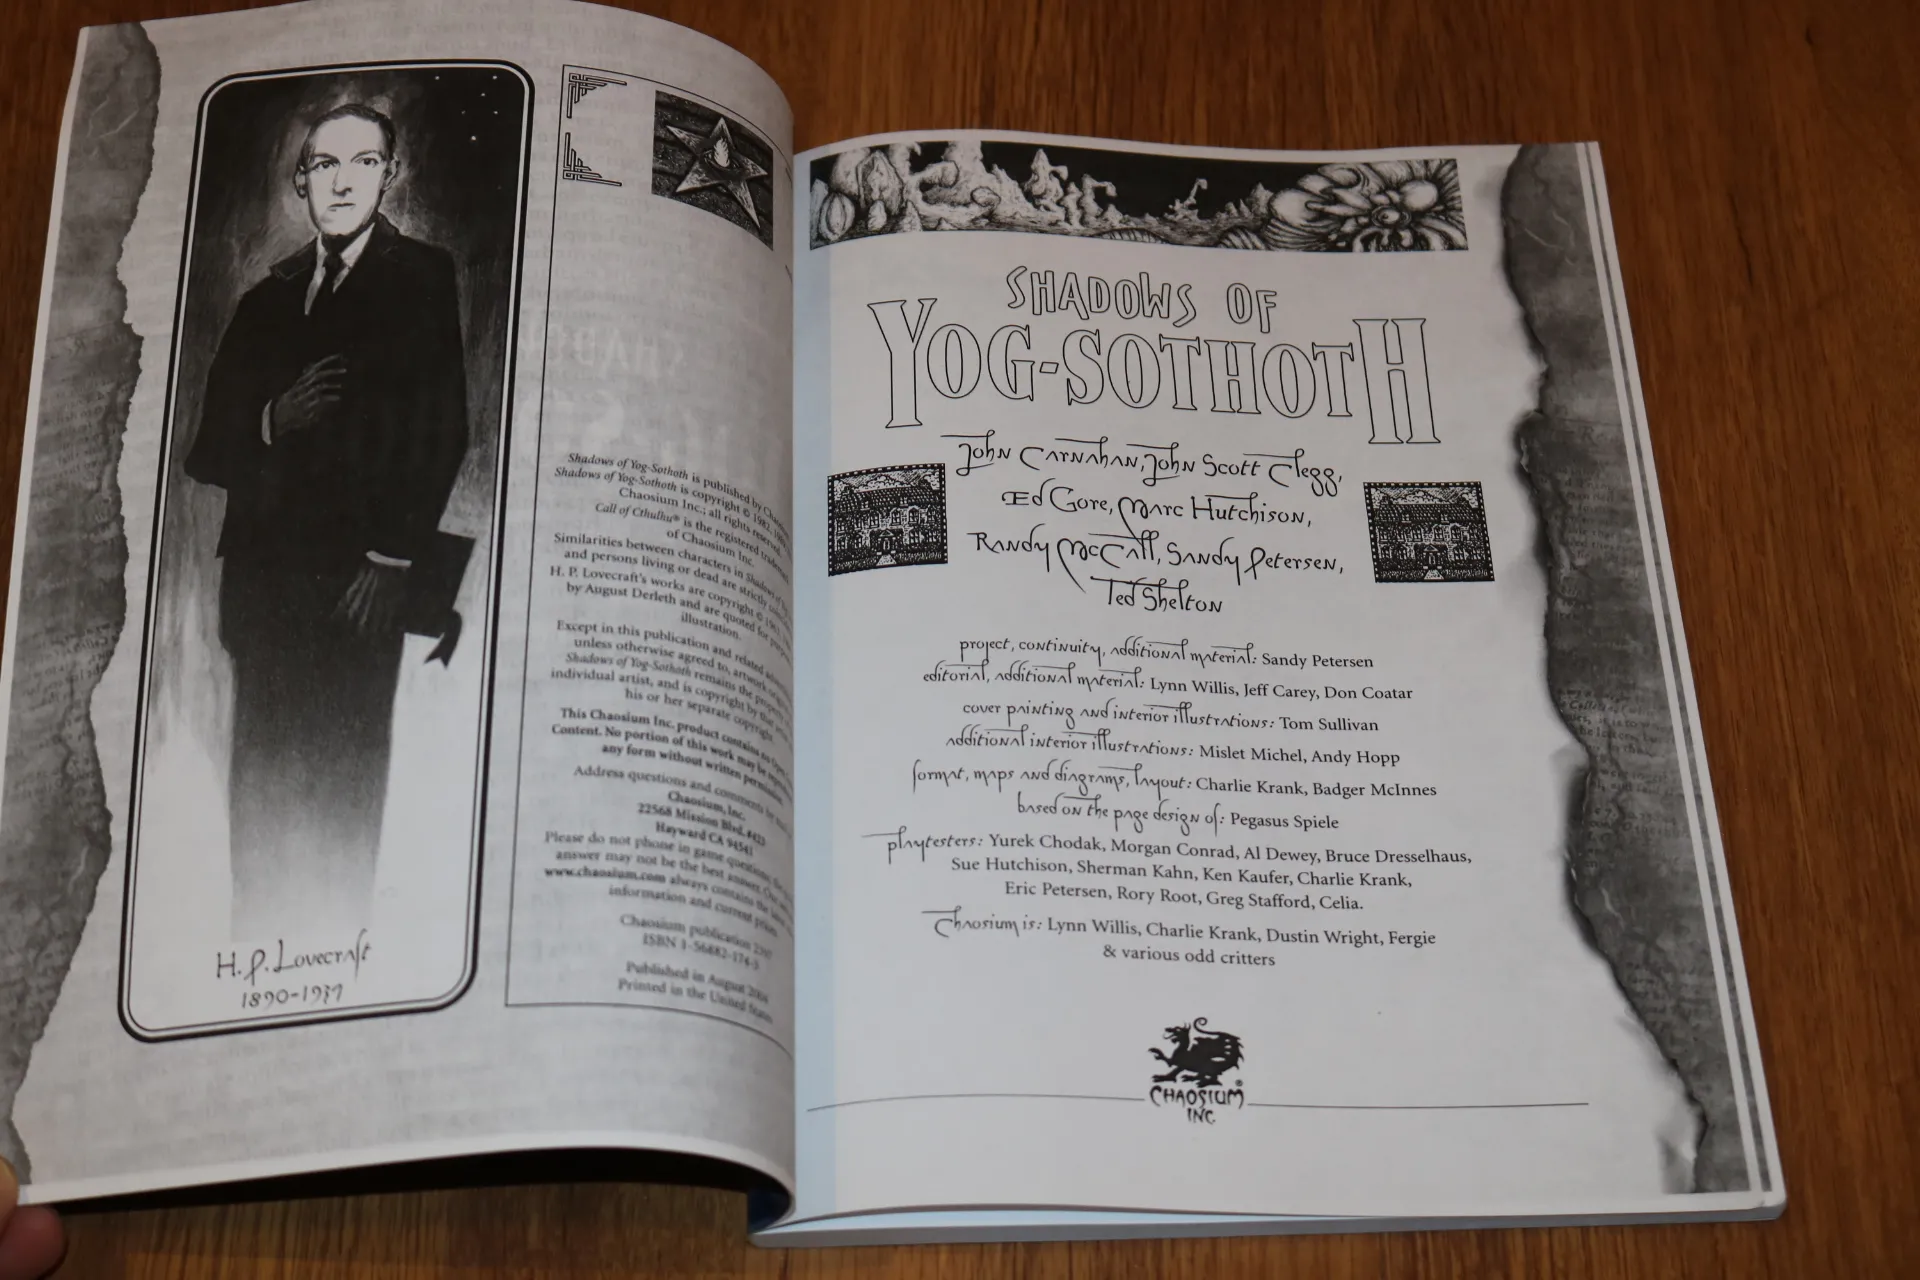 H. P. Lovecraft
1890-1937
Shadows of Yog-Sothoth is published by
Shadows of Yog-Sothoth is copyright © 1982,
Chaosium Inc.; all rights reserved.
Call of Cthulhu® is the registered
of Chaosium Inc.
Similarities between characters in
and persons living or dead are strictly
H. P. Lovecraft's works are copyright ©
by August Derleth and are quoted for
illustration.
Except in this publication and related
unless otherwise agreed to, artwork
Shadows of Yog-Sothoth remains the
individual artist, and is copyright by
his or her separate copyright.
This Chaosium Inc. product contains no
Content. No portion of this work may be
any form without written permission.
Address questions and comments
Chaosium, Inc.
22568 Mission Blvd. #423
Hayward CA 94541
Please do not phone in game questions;
answer may not be the best answer.
www.chaosium.com always contains the
information and current prices.
Chaosium publication
ISBN 1-56882-174-5
Published in August
Printed in the United States
SHADOWS OF
YOG-SOTHOTH
John Carnahan, John Scott Clegg,
Ed Gore, Marc Hutchison,
Randy McCall, Sandy Petersen,
Ted Shelton
project, continuity, additional material: Sandy Petersen
editorial, additional material: Lynn Willis, Jeff Carey, Don Coatar
cover painting and interior illustrations: Tom Sullivan
additional interior illustrations: Mislet Michel, Andy Hopp
format, maps and diagrams, layout: Charlie Krank, Badger McInnes
based on the page design of: Pegasus Spiele
playtesters: Yurek Chodak, Morgan Conrad, Al Dewey, Bruce Dresselhaus,
Sue Hutchison, Sherman Kahn, Ken Kaufer, Charlie Krank,
Eric Petersen, Rory Root, Greg Stafford, Celia.
Chaosium is: Lynn Willis, Charlie Krank, Dustin Wright, Fergie
& various odd critters
CHAOSIUM
INC.